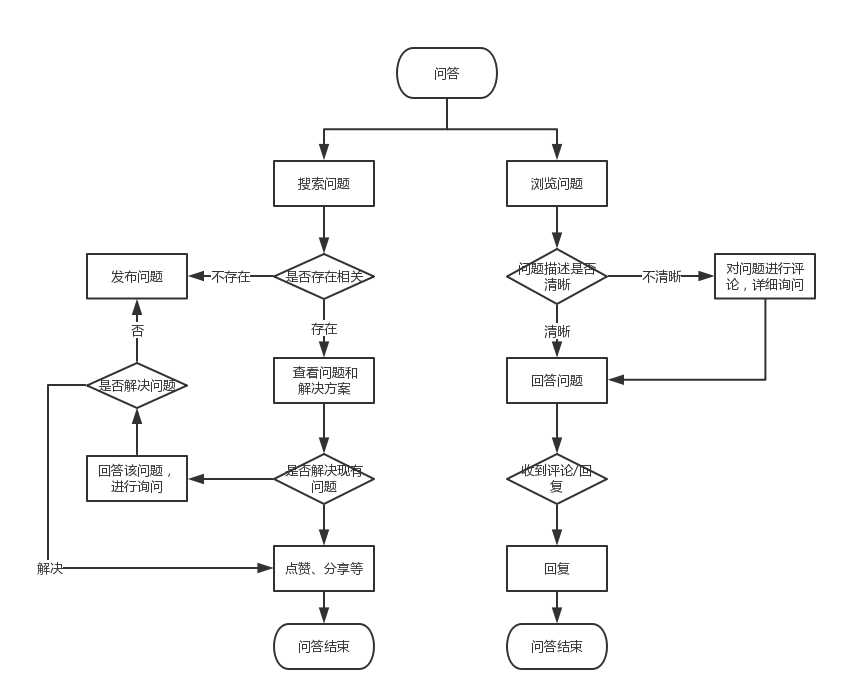 问答
搜索问题
浏览问题
发布问题
不存在
是否存在相关
问题描述是否
清晰
不清晰
对问题进行评
论，详细询问
存在
清晰
否
查看问题和
解决方案
回答问题
是否解决问题
回答该问题，
进行询问
是否解决现有
问题
收到评论/回
复
解决
点赞、分享等
回复
问答结束
问答结束